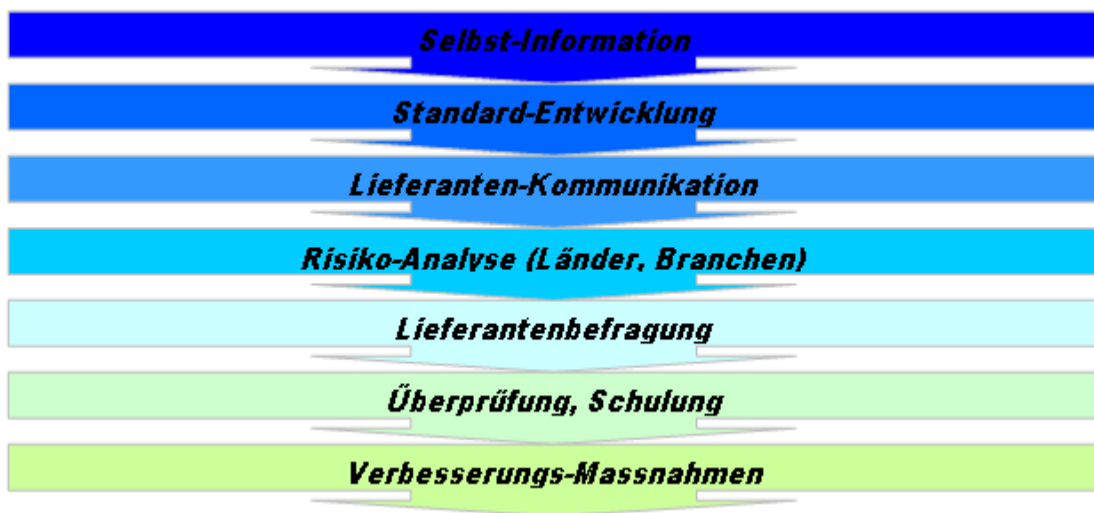 Selbst-Information
Standard-Entwicklung
Lieferanten-Kommunikation
Risiko-Analyse (Länder, Branchen)
Lieferantenbefragung
Überprüfung, Schulung
Verbesserungs-Massnahmen